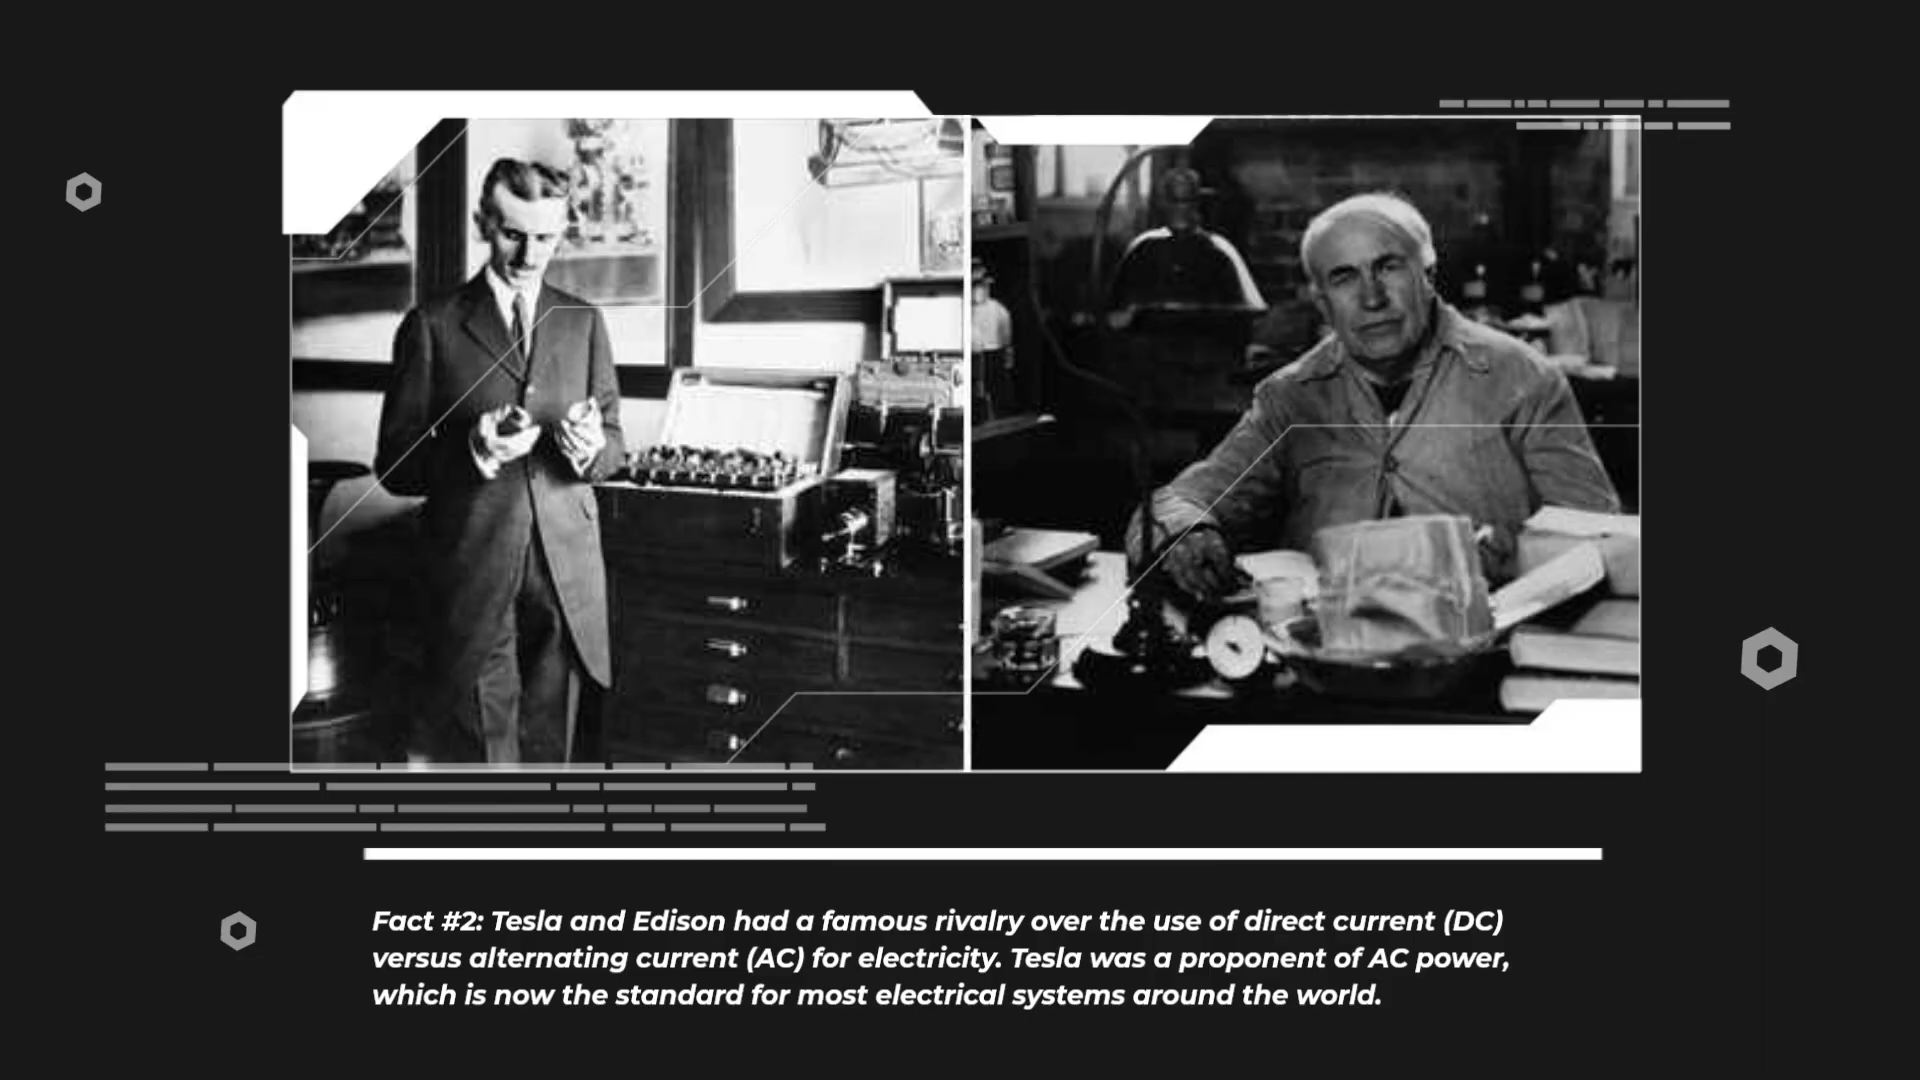 Fact #2: Tesla and Edison had a famous rivalry over the use of direct current (DC)
versus alternating current (AC) for electricity. Tesla was a proponent of AC power,
which is now the standard for most electrical systems around the world.